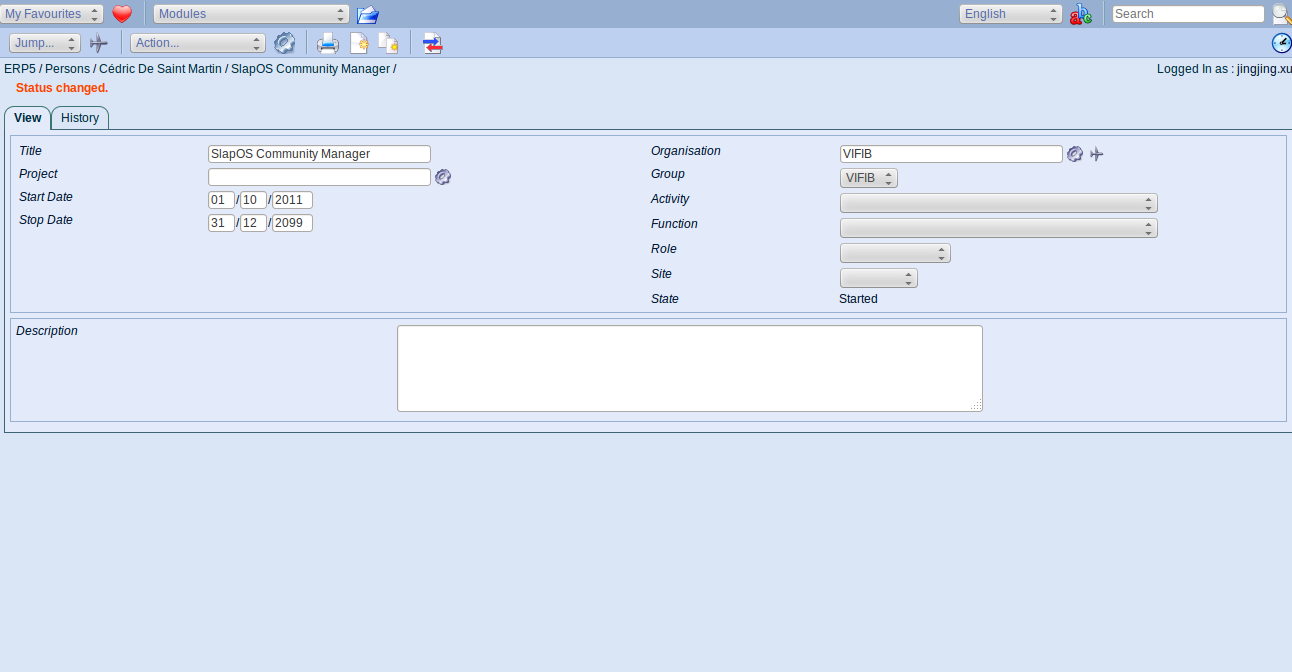 My Favourites Modules English Search
Jump... Action...
ERP5 / Persons / Cédric De Saint Martin / SlapOS Community Manager / Logged In as : jingjing.xu
Status changed.
View History
Title SlapOS Community Manager
Project
Start Date 01 / 10 / 2011
Stop Date 31 / 12 / 2099
Organisation VIFIB
Group VIFIB
Activity
Function
Role
Site
State Started
Description